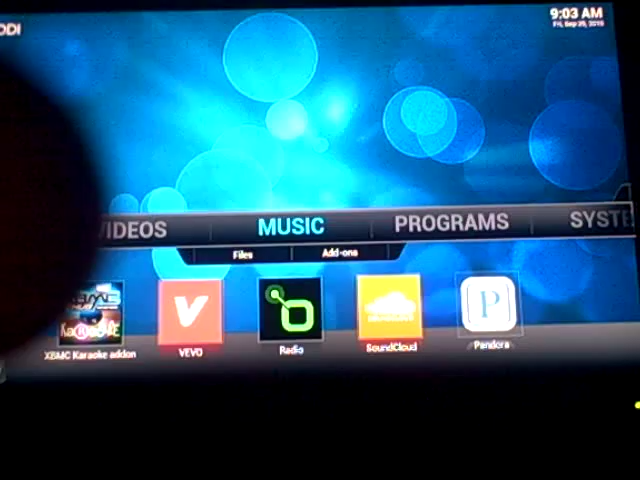 ODI
9:03 AM
VIDEOS MUSIC PROGRAMS SYSTE
Files Add-ons
XBMC Karaoke addon VEVO Radio SoundCloud Pandora